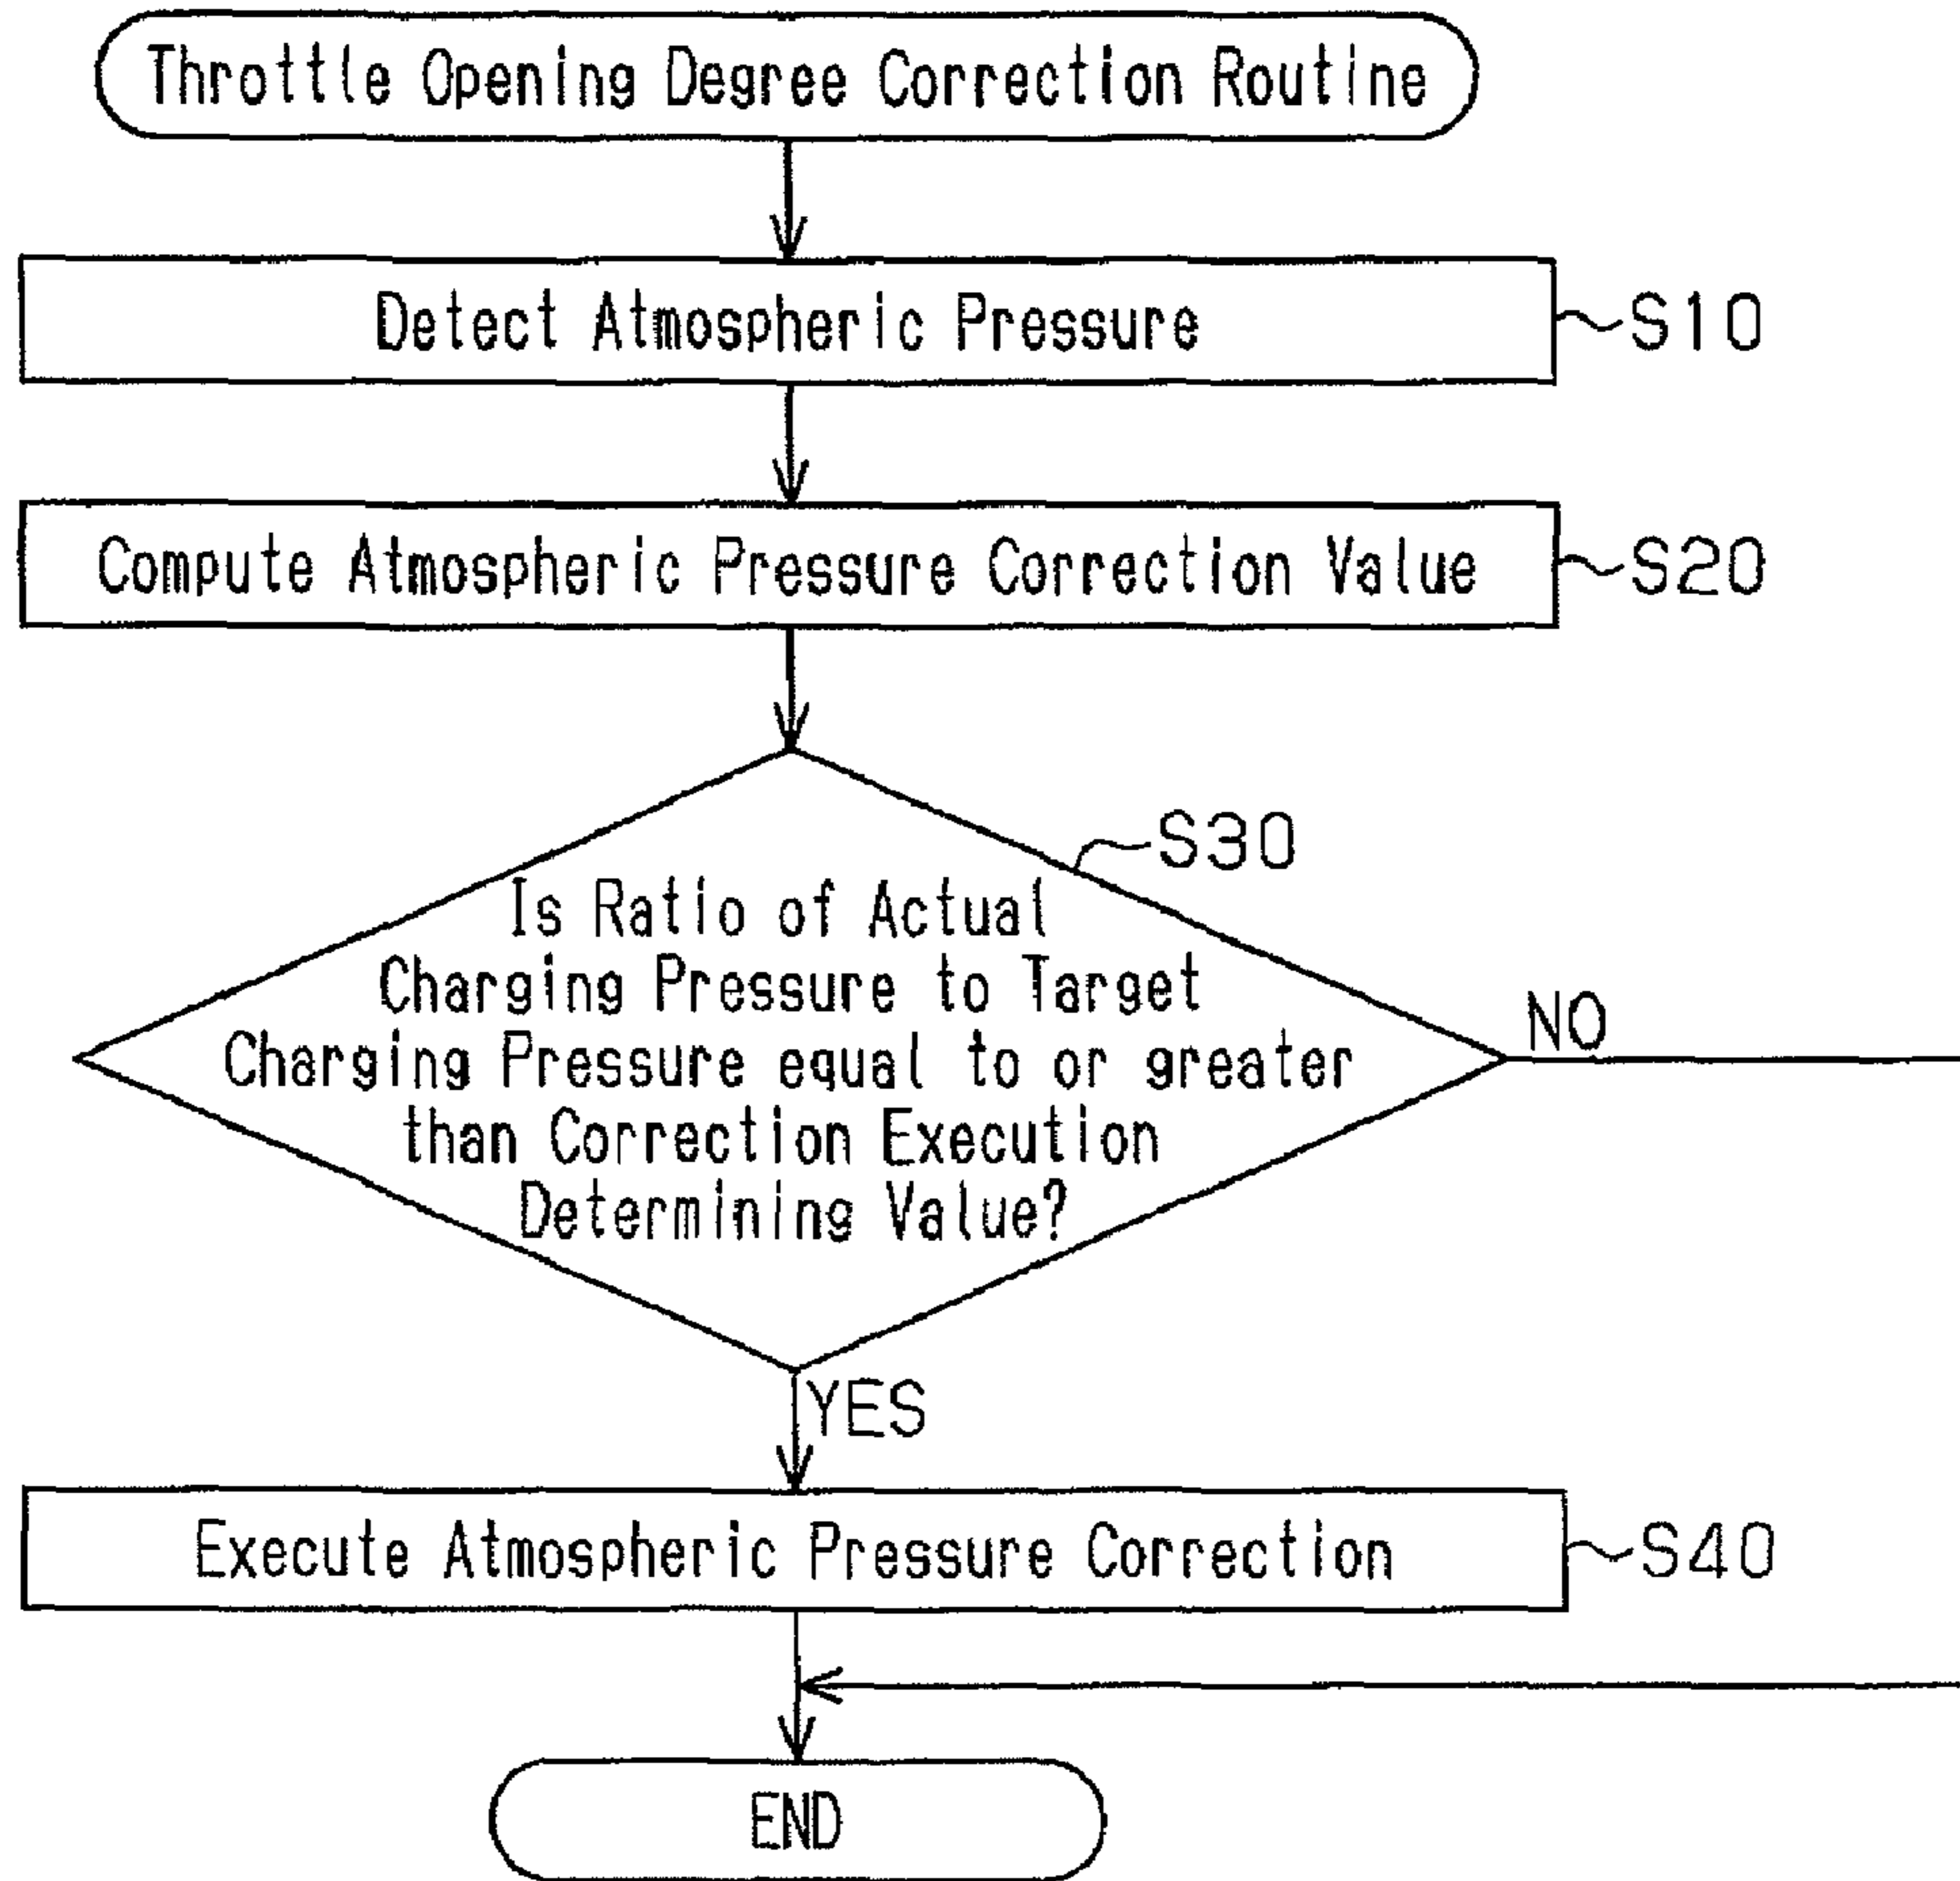 Throttle Opening Degree Correction Routine
Detect Atmospheric Pressure
S10
Compute Atmospheric Pressure Correction Value
S20
S30
Is Ratio of Actual
Charging Pressure to Target
Charging Pressure equal to or greater
than Correction Execution
Determining Value?
NO
YES
Execute Atmospheric Pressure Correction
S40
END